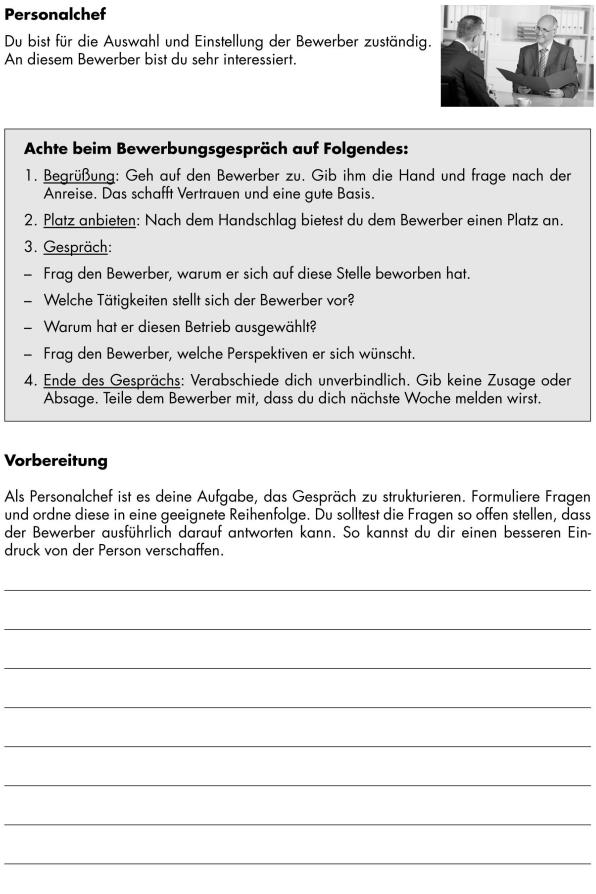 Personalchef
Du bist für die Auswahl und Einstellung der Bewerber zuständig.
An diesem Bewerber bist du sehr interessiert.
Achte beim Bewerbungsgespräch auf Folgendes:
1. Begrüßung: Geh auf den Bewerber zu. Gib ihm die Hand und frage nach der
Anreise. Das schafft Vertrauen und eine gute Basis.
2. Platz anbieten: Nach dem Handschlag bietest du dem Bewerber einen Platz an.
3. Gespräch:
– Frag den Bewerber, warum er sich auf diese Stelle beworben hat.
– Welche Tätigkeiten stellt sich der Bewerber vor?
– Warum hat er diesen Betrieb ausgewählt?
– Frag den Bewerber, welche Perspektiven er sich wünscht.
4. Ende des Gesprächs: Verabschiede dich unverbindlich. Gib keine Zusage oder
Absage. Teile dem Bewerber mit, dass du dich nächste Woche melden wirst.
Vorbereitung
Als Personalchef ist es deine Aufgabe, das Gespräch zu strukturieren. Formuliere Fragen
und ordne diese in eine geeignete Reihenfolge. Du solltest die Fragen so offen stellen, dass
der Bewerber ausführlich darauf antworten kann. So kannst du dir einen besseren Ein-
druck von der Person verschaffen.